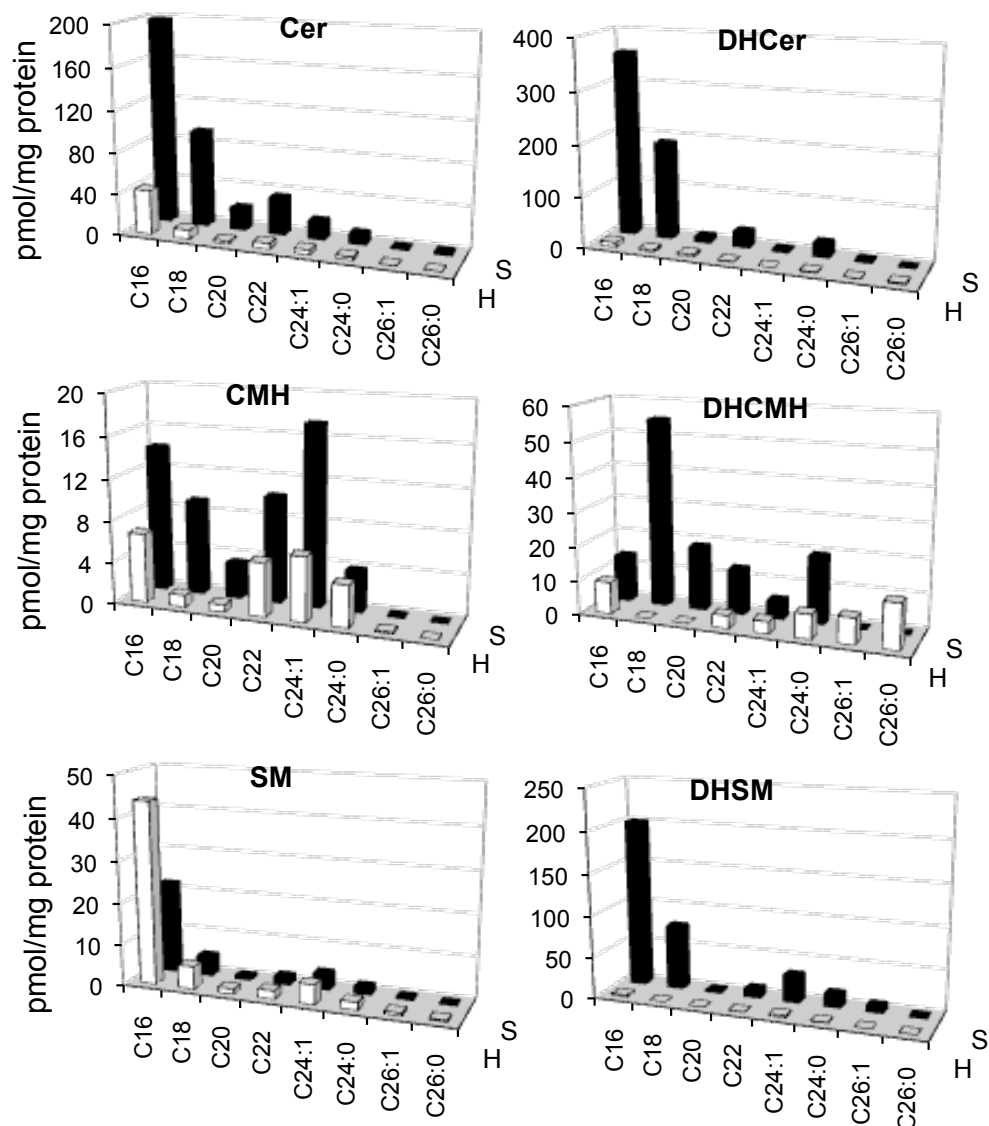 Cer
pmol/mg protein
200
160
120
80
40
0
C16
C18
C20
C22
C24:1
C24:0
C26:1
C26:0
S
H
DHCer
400
300
200
100
0
C16
C18
C20
C22
C24:1
C24:0
C26:1
C26:0
S
H
CMH
pmol/mg protein
20
16
12
8
4
0
C16
C18
C20
C22
C24:1
C24:0
C26:1
C26:0
S
H
DHCMH
60
50
40
30
20
10
0
C16
C18
C20
C22
C24:1
C24:0
C26:1
C26:0
S
H
SM
pmol/mg protein
50
40
30
20
10
0
C16
C18
C20
C22
C24:1
C24:0
C26:1
C26:0
S
H
DHSM
250
200
150
100
50
0
C16
C18
C20
C22
C24:1
C24:0
C26:1
C26:0
S
H